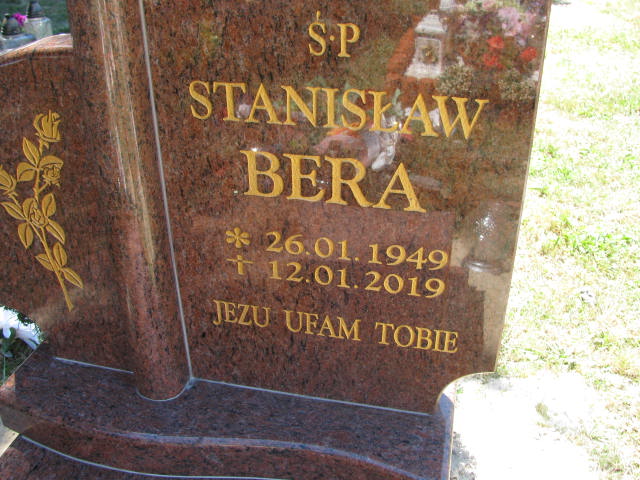 Ś·P
STANISŁAW
BERA
* 26.01.1949
† 12.01.2019
JEZU UFAM TOBIE